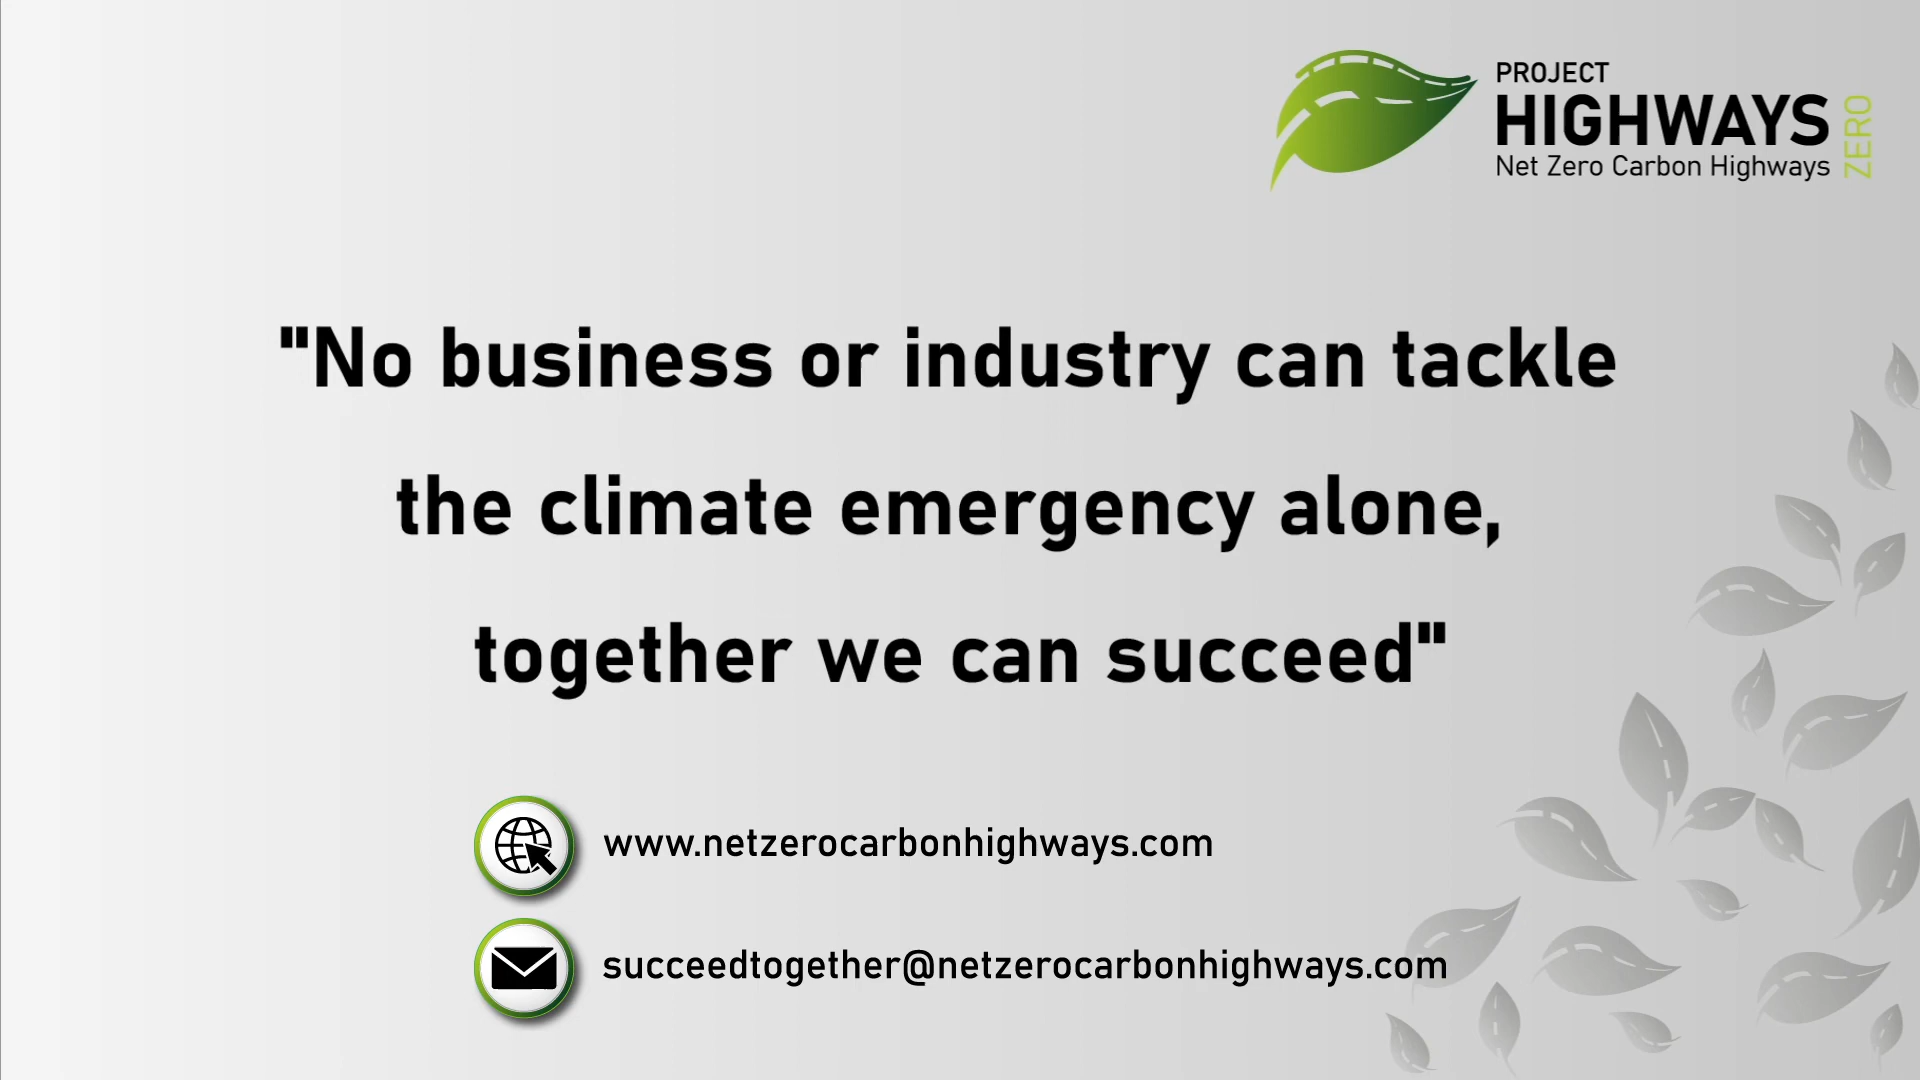 PROJECT
HIGHWAYS
ZERO
Net Zero Carbon Highways
"No business or industry can tackle
the climate emergency alone,
together we can succeed"
www.netzerocarbonhighways.com
succeedtogether@netzerocarbonhighways.com